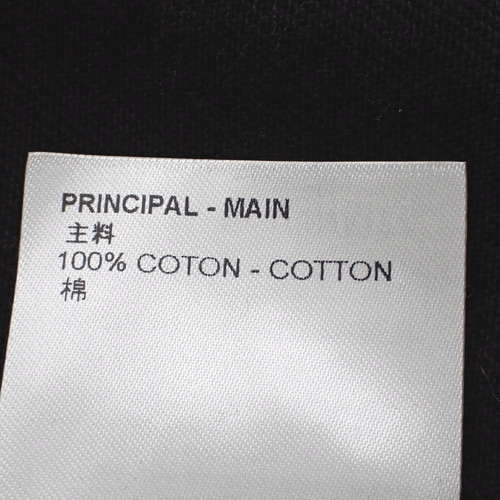 PRINCIPAL - MAIN
主料
100% COTON - COTTON
棉